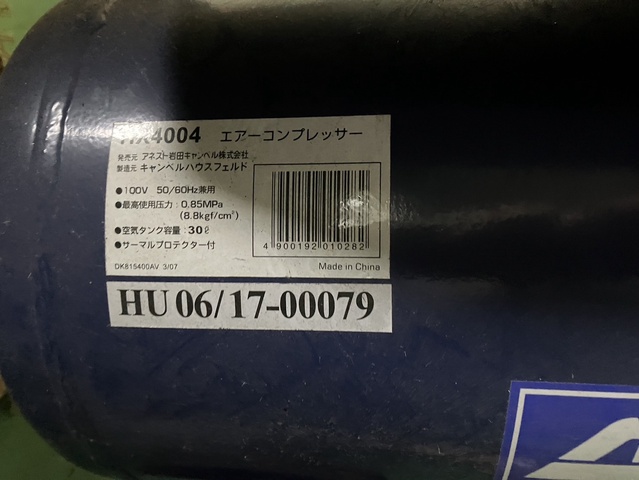 HX4004 エアーコンプレッサー
発売元 アネスト岩田キャンベル株式会社
製造元 キャンベルハウスフェルド
●100V 50/60Hz兼用
●最高使用圧力:0.85MPa
(8.8kgf/cm²)
●空気タンク容量:30ℓ
●サーマルプロテクター付
4 900192 010282
DK815400AV 3/07
Made in China
HU 06/17-00079